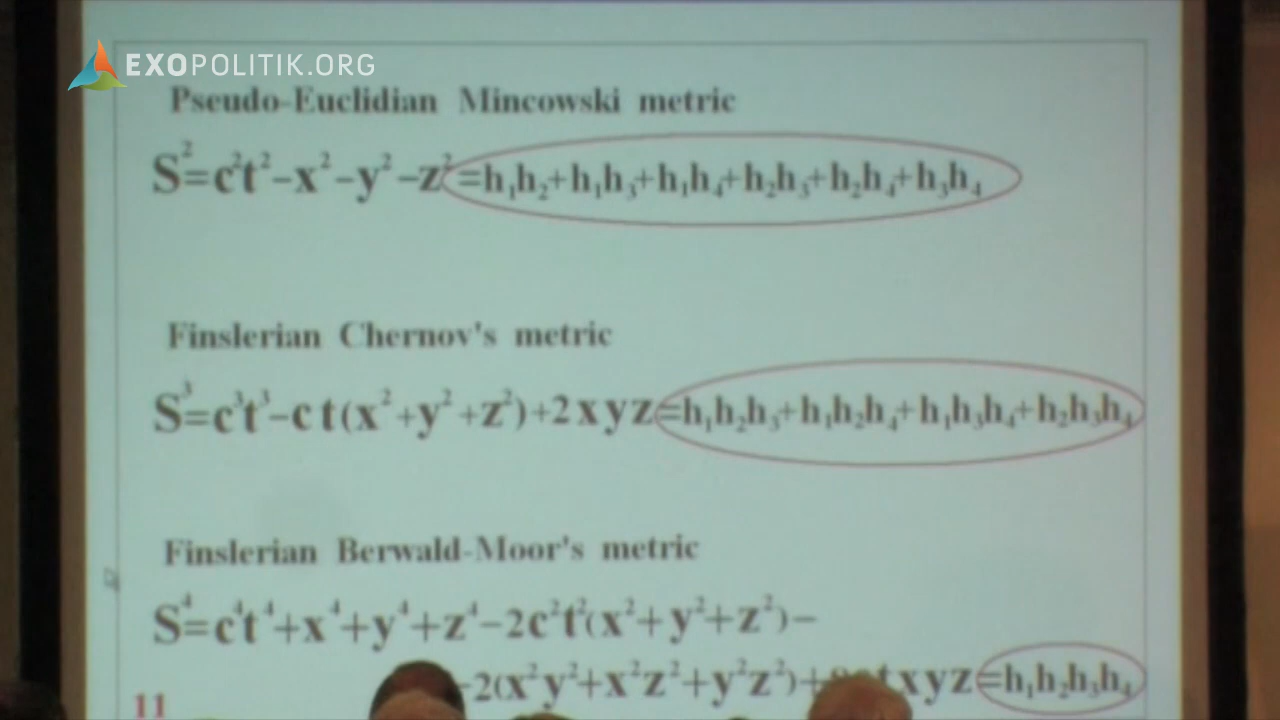 EXOPOLITIK.ORG
Pseudo-Euclidian Mincowski metric
S²=c²t²-x²-y²-z²=h₁h₂+h₁h₃+h₁h₄+h₂h₃+h₂h₄+h₃h₄
Finslerian Chernov's metric
S³=c³t³-ct(x²+y²+z²)+2xyz=h₁h₂h₃+h₁h₂h₄+h₁h₃h₄+h₂h₃h₄
Finslerian Berwald-Moor's metric
S⁴=c⁴t⁴+x⁴+y⁴+z⁴-2c²t²(x²+y²+z²)-
-2(x²y²+x²z²+y²z²)+ xyz=h₁h₂h₃h₄
11